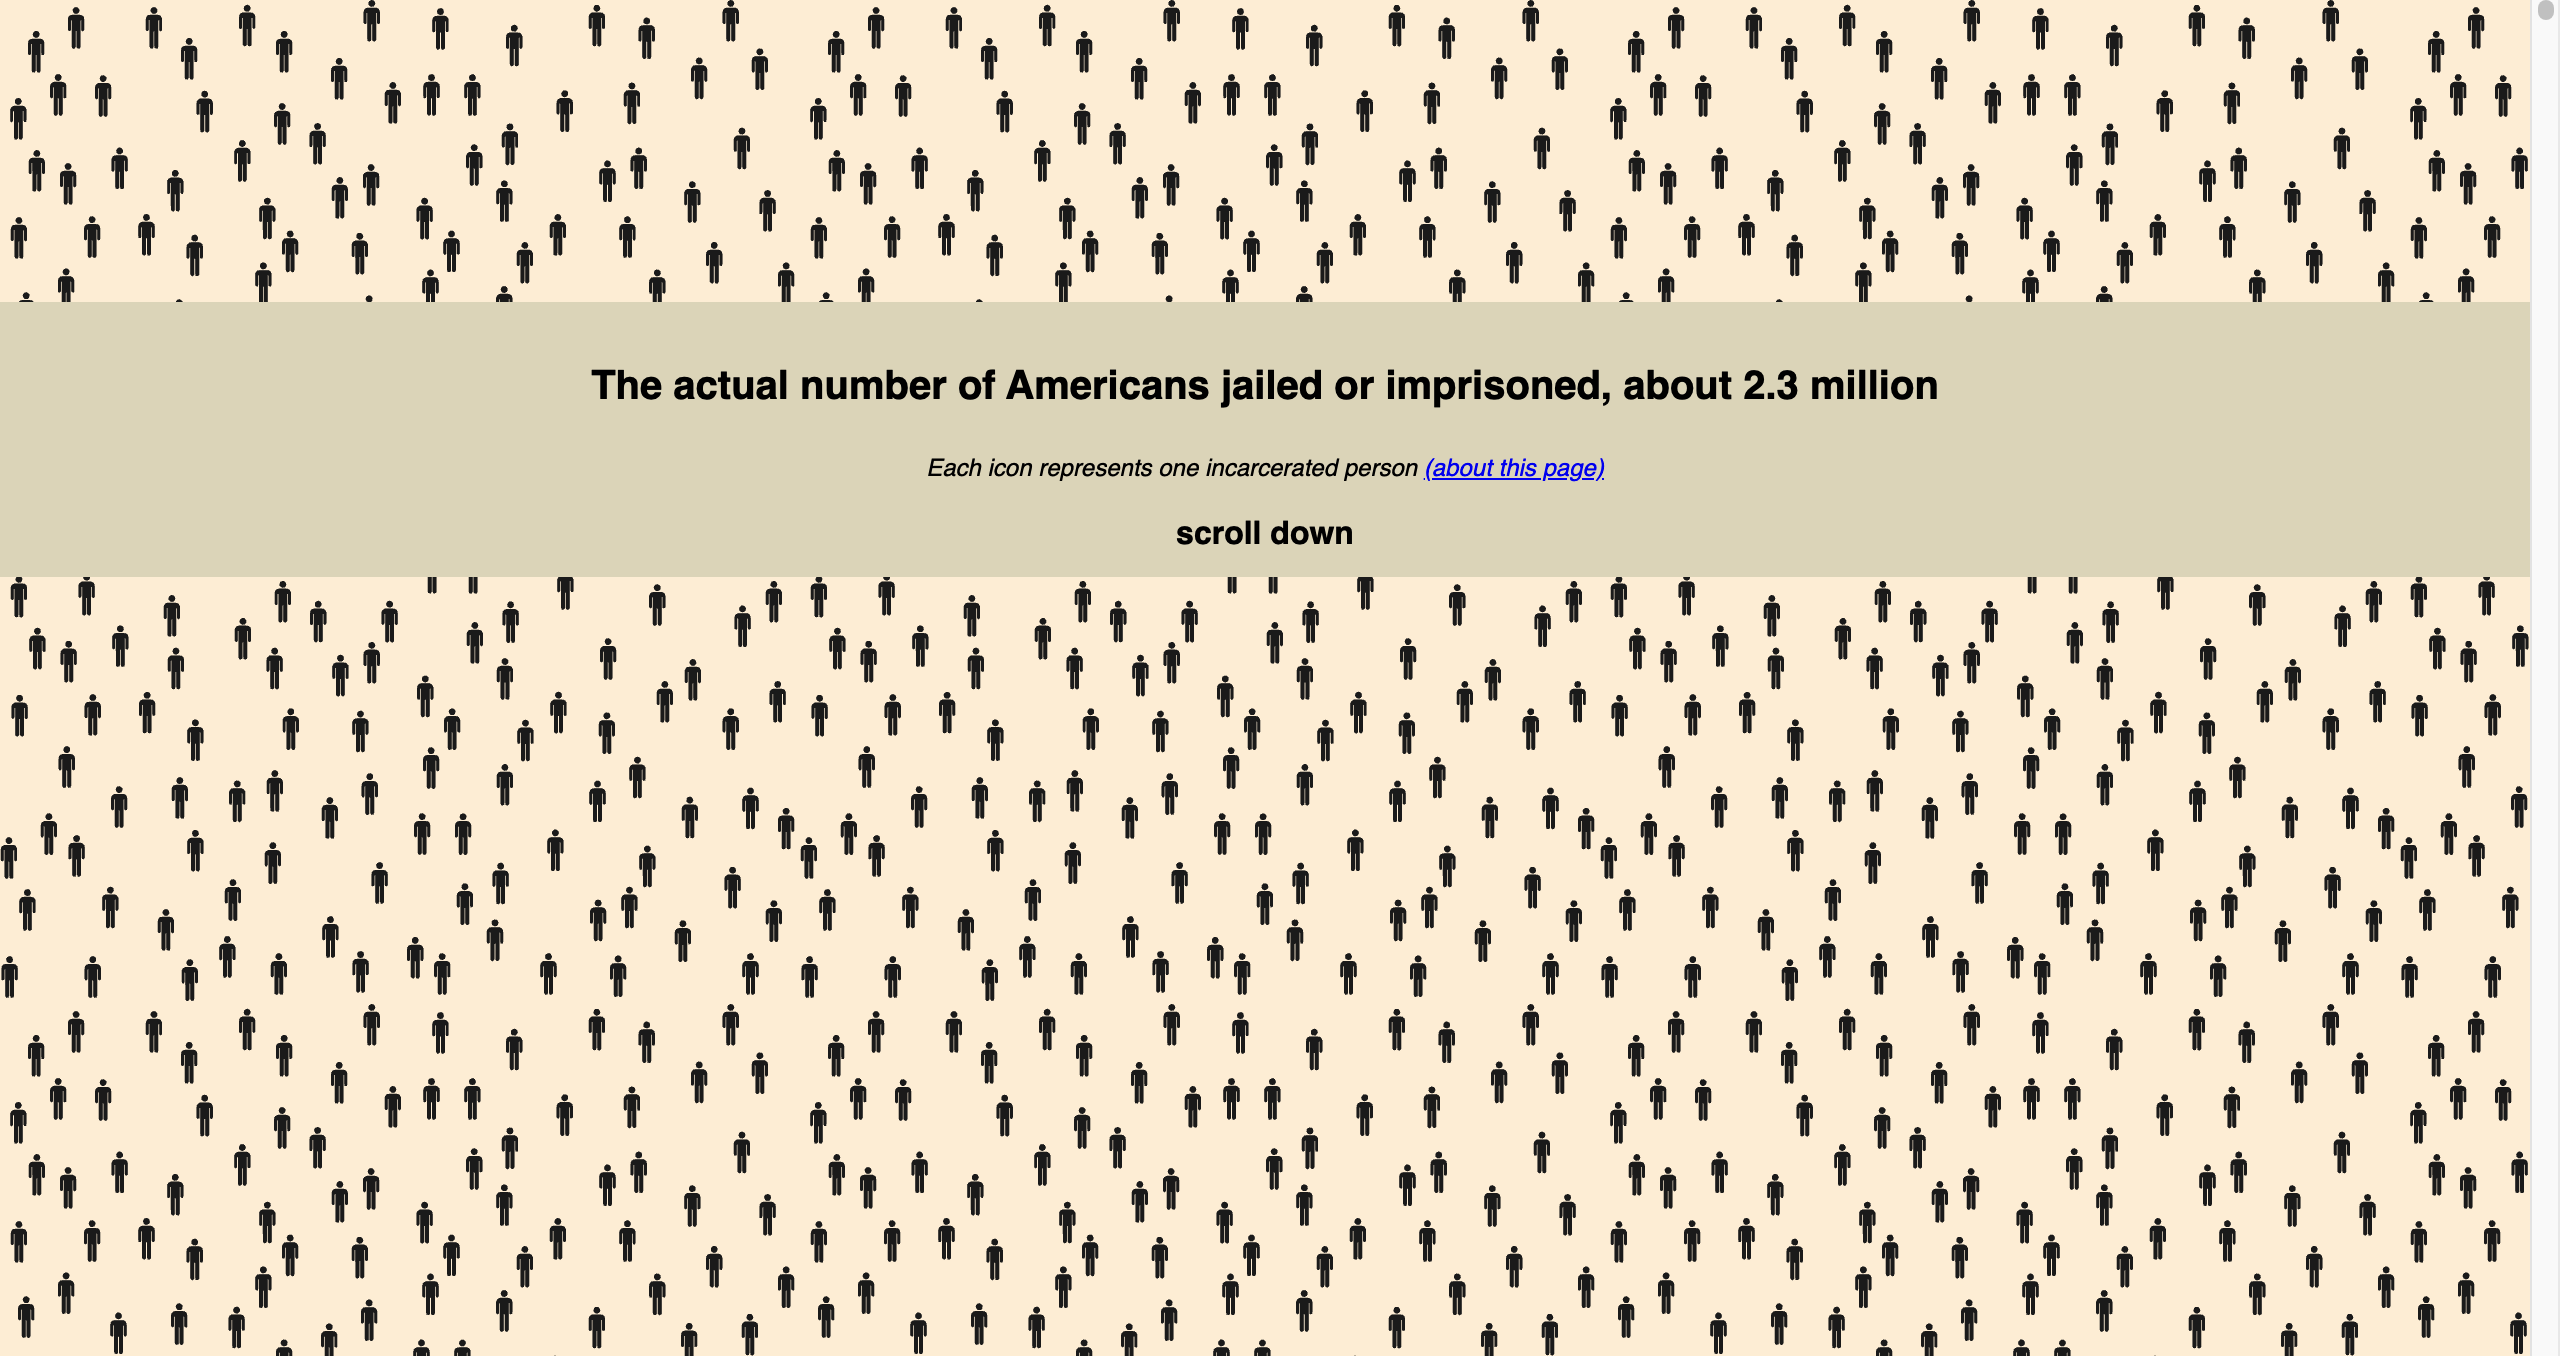 The actual number of Americans jailed or imprisoned, about 2.3 million
Each icon represents one incarcerated person (about this page)
scroll down